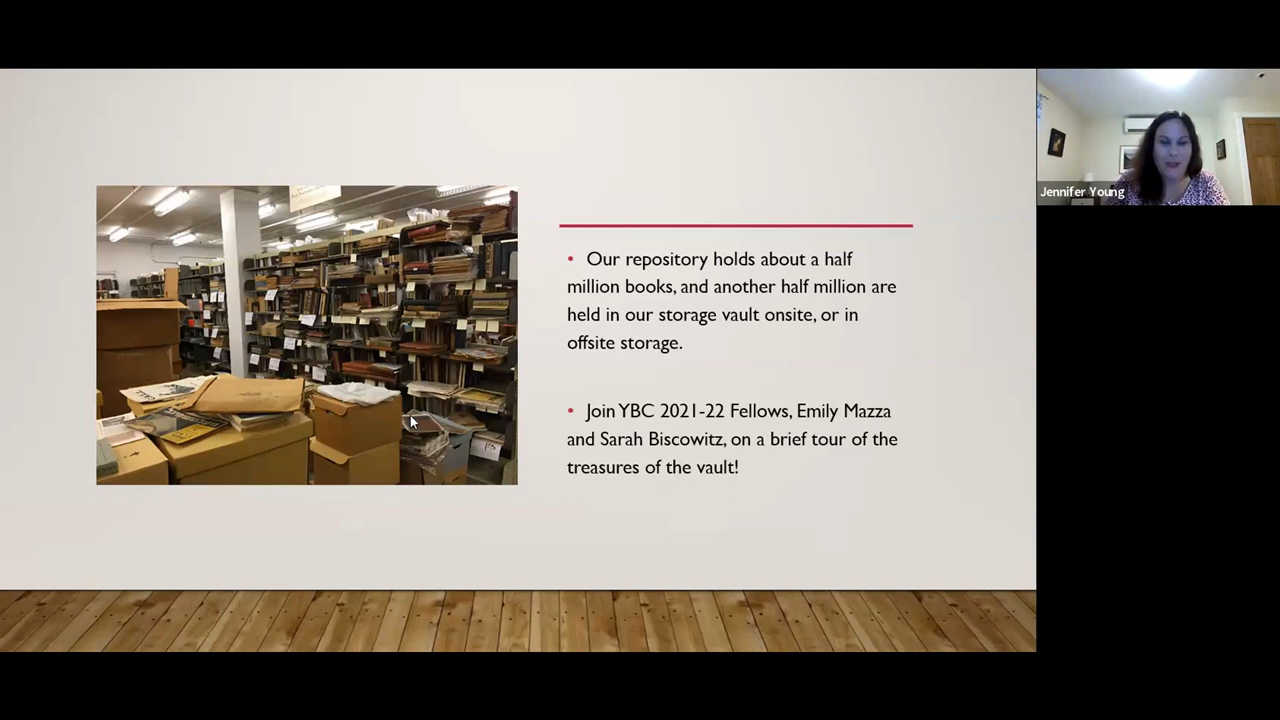 Our repository holds about a half
million books, and another half million are
held in our storage vault onsite, or in
offsite storage.
Join YBC 2021-22 Fellows, Emily Mazza
and Sarah Biscowitz, on a brief tour of the
treasures of the vault!
Jennifer Young